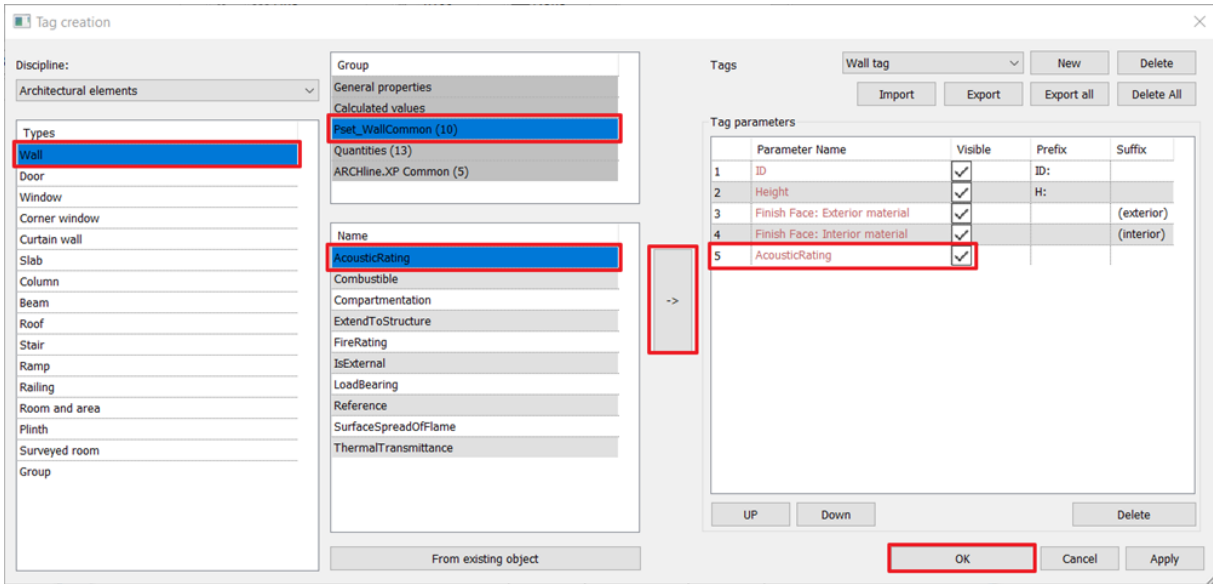 Tag creation
Discipline:
Architectural elements
Types
Wall
Door
Window
Corner window
Curtain wall
Slab
Column
Beam
Roof
Stair
Ramp
Railing
Room and area
Plinth
Surveyed room
Group
Group
General properties
Calculated values
Pset_WallCommon (10)
Quantities (13)
ARCHline.XP Common (5)
Name
AcousticRating
Combustible
Compartmentation
ExtendToStructure
FireRating
IsExternal
LoadBearing
Reference
SurfaceSpreadOfFlame
ThermalTransmittance
From existing object
->
Tags Wall tag New Delete
Import Export Export all Delete All
Tag parameters
Parameter Name Visible Prefix Suffix
1 ID ID:
2 Height H:
3 Finish Face: Exterior material (exterior)
4 Finish Face: Interior material (interior)
5 AcousticRating
UP Down Delete
OK Cancel Apply